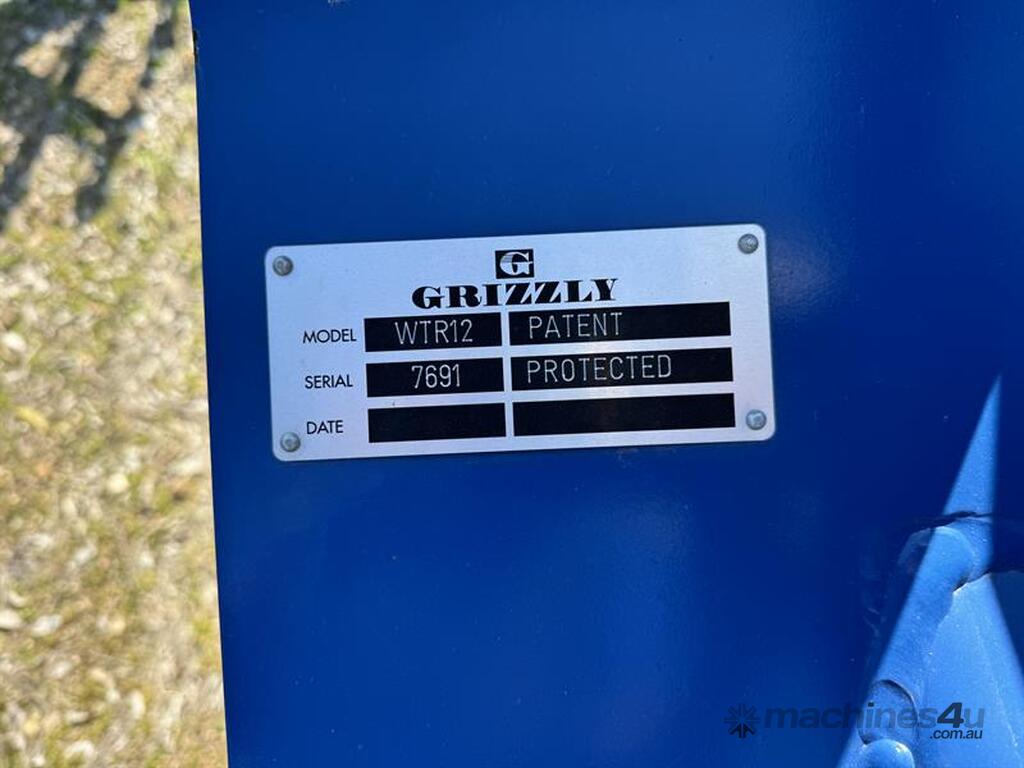 G
GRIZZLY
MODEL WTR12 PATENT
SERIAL 7691 PROTECTED
DATE
machines4u
.com.au